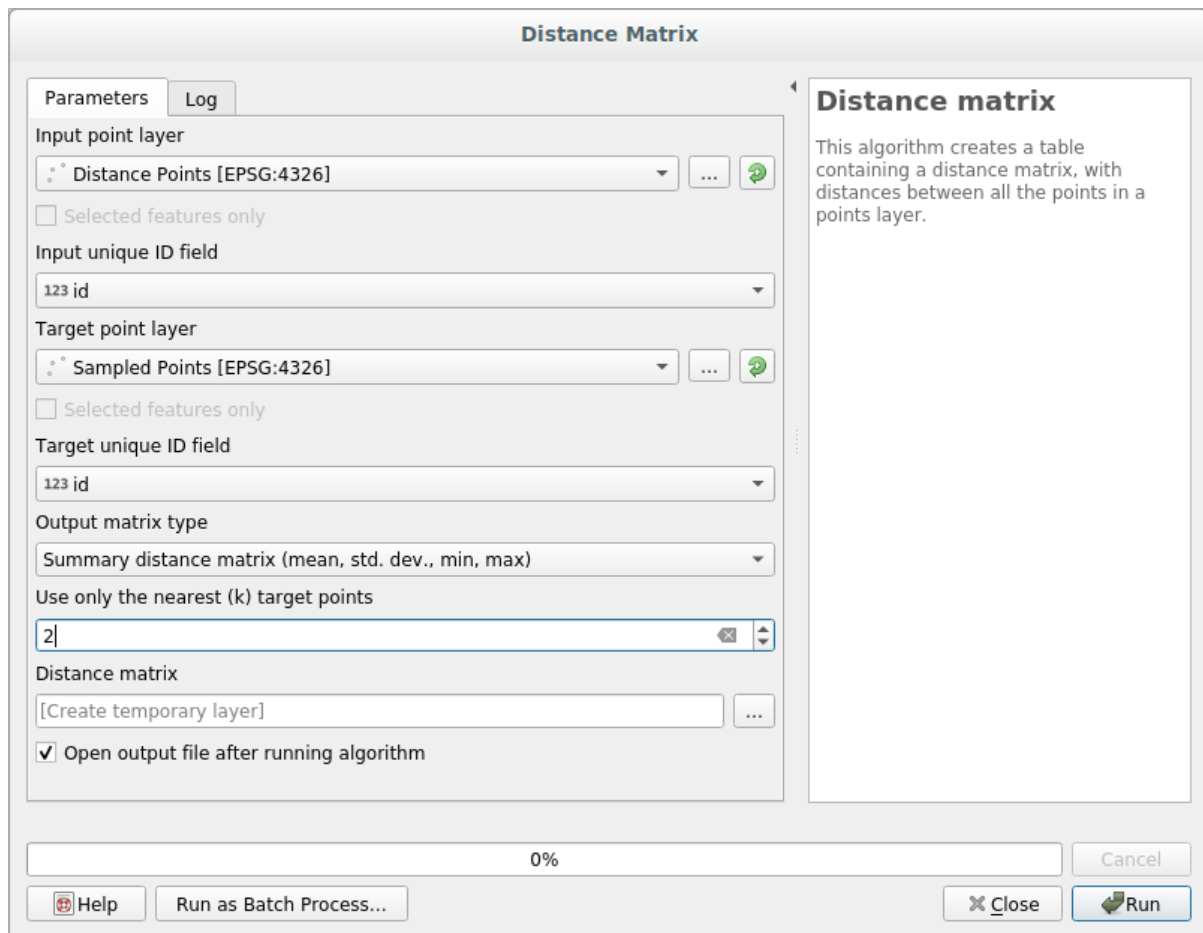 Distance Matrix
Parameters
Log
Input point layer
Distance Points [EPSG:4326]
...
Selected features only
Input unique ID field
123 id
Target point layer
Sampled Points [EPSG:4326]
...
Selected features only
Target unique ID field
123 id
Output matrix type
Summary distance matrix (mean, std. dev., min, max)
Use only the nearest (k) target points
2
Distance matrix
[Create temporary layer]
...
Open output file after running algorithm
Distance matrix
This algorithm creates a table
containing a distance matrix, with
distances between all the points in a
points layer.
0%
Cancel
Help
Run as Batch Process...
Close
Run